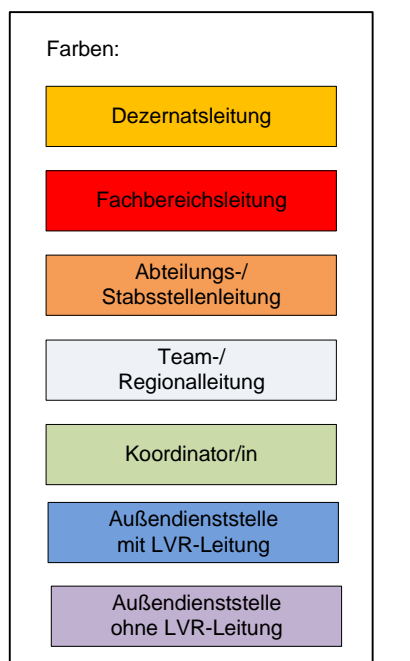 Farben:
Dezernatsleitung
Fachbereichsleitung
Abteilungs-/
Stabsstellenleitung
Team-/
Regionalleitung
Koordinator/in
Außendienststelle
mit LVR-Leitung
Außendienststelle
ohne LVR-Leitung